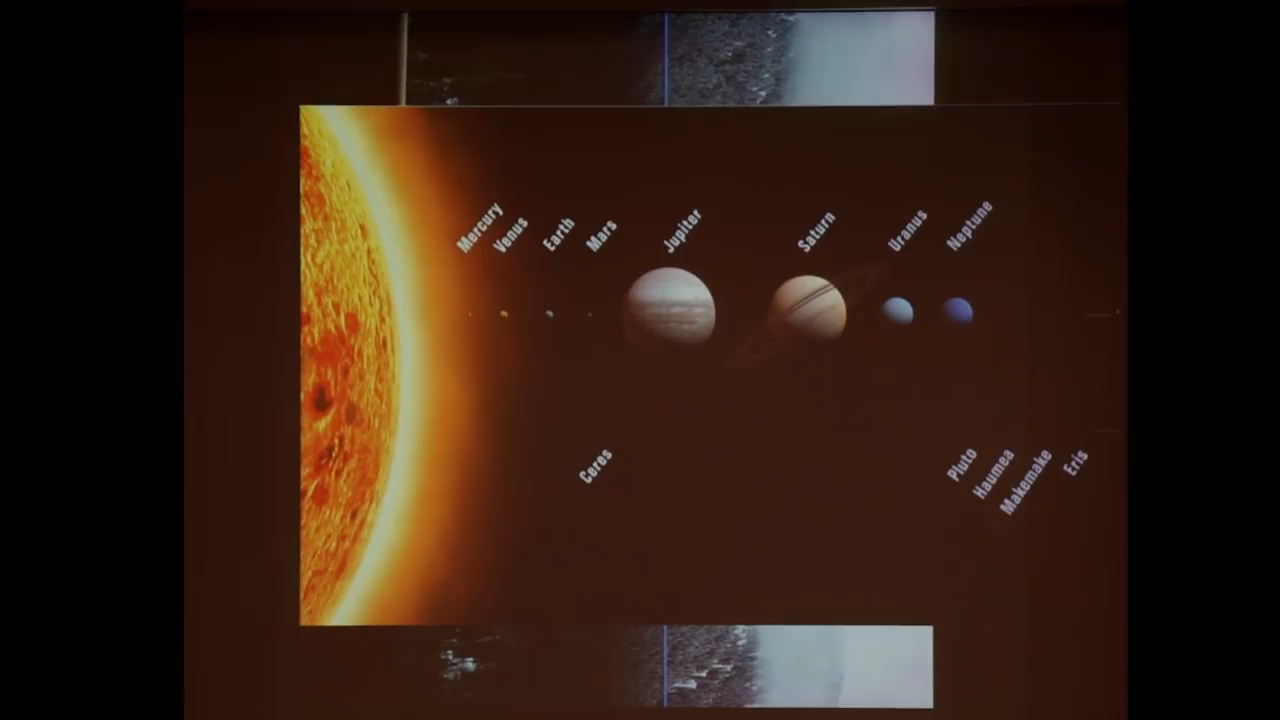 Mercury
Venus
Earth
Mars
Jupiter
Saturn
Uranus
Neptune
Ceres
Pluto
Haumea
Makemake
Eris